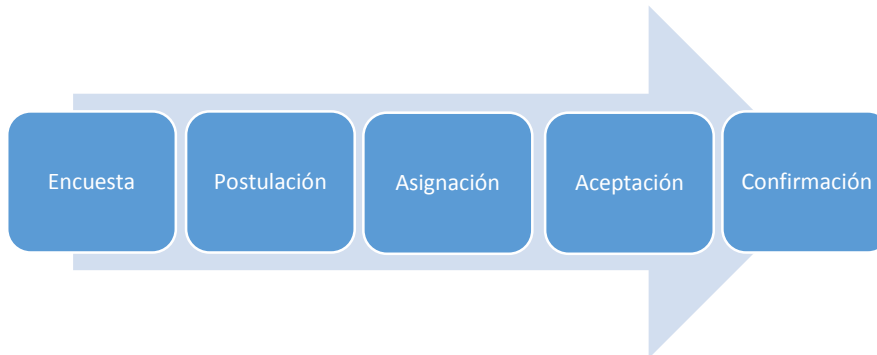 Encuesta
Postulación
Asignación
Aceptación
Confirmación